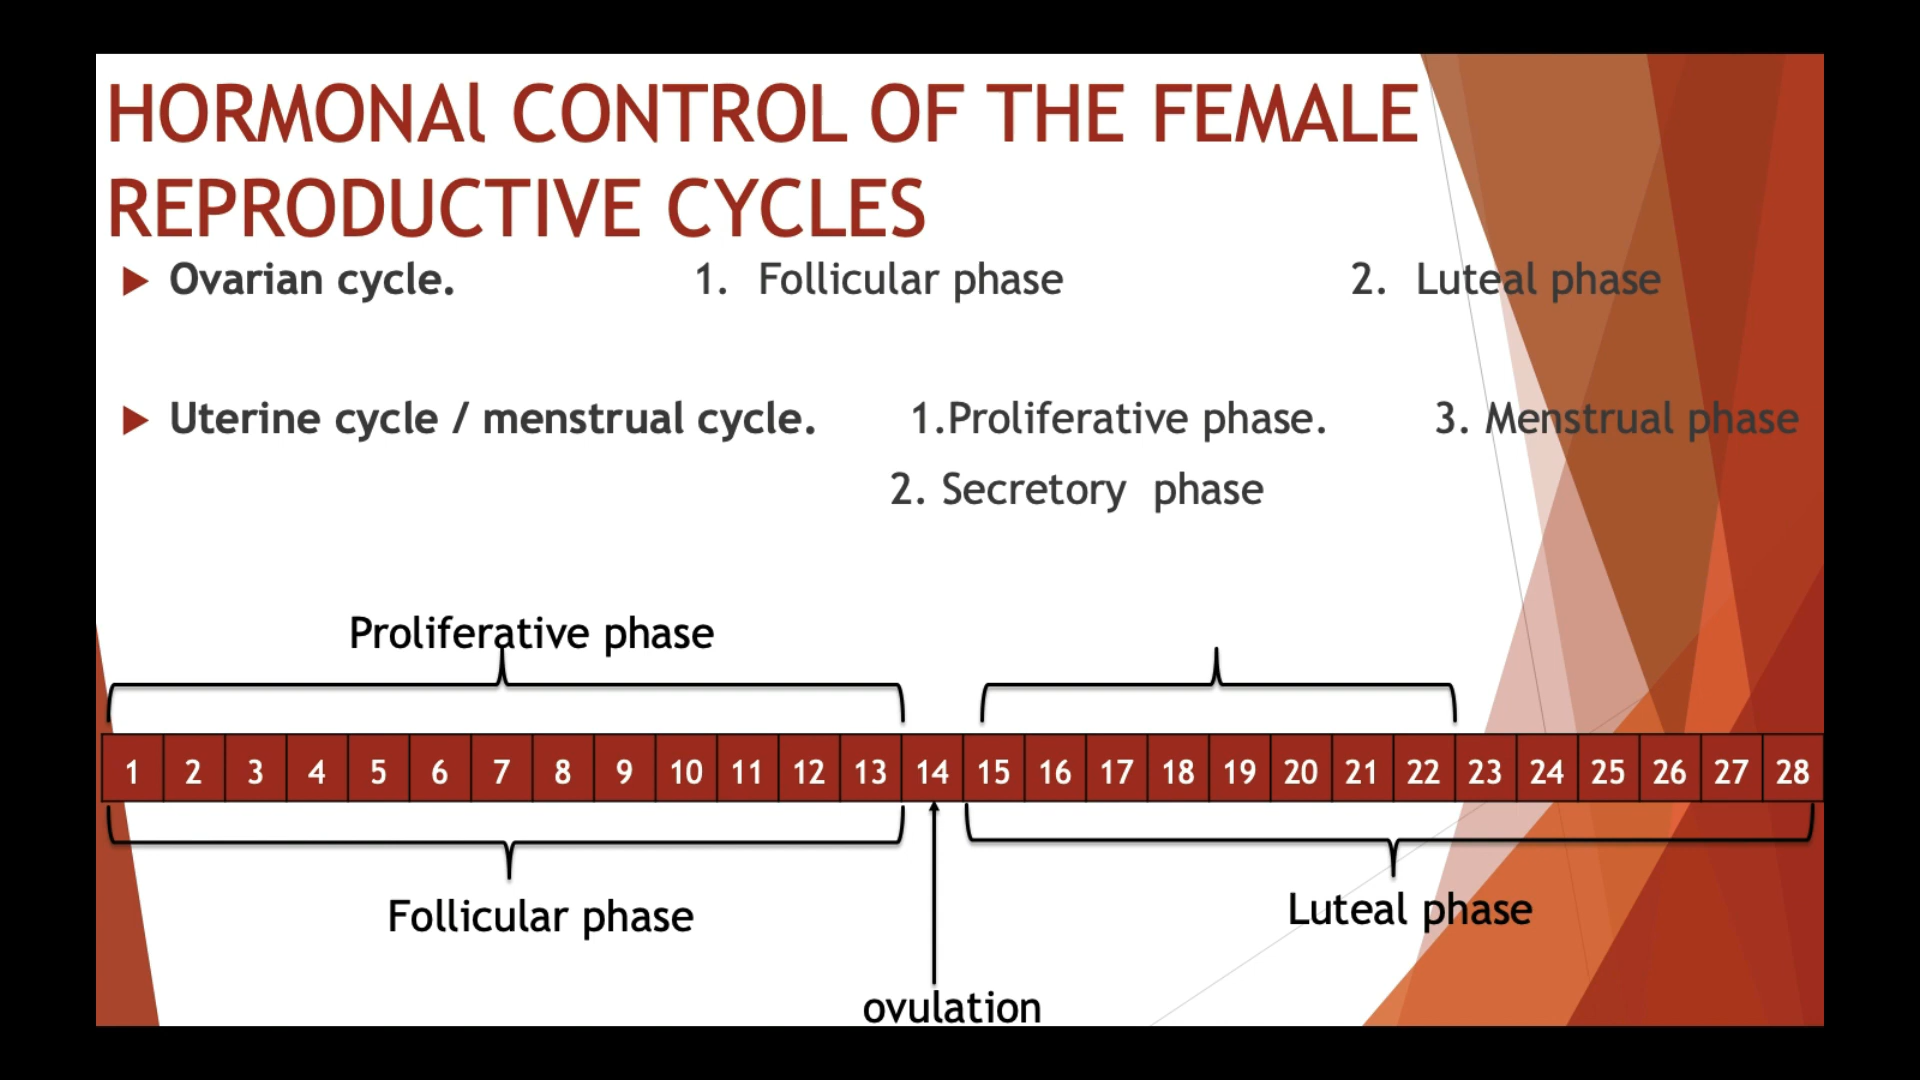 HORMONAl CONTROL OF THE FEMALE
REPRODUCTIVE CYCLES
Ovarian cycle. 1. Follicular phase 2. Luteal phase
Uterine cycle / menstrual cycle. 1.Proliferative phase. 3. Menstrual phase
2. Secretory phase
Proliferative phase
1 2 3 4 5 6 7 8 9 10 11 12 13 14 15 16 17 18 19 20 21 22 23 24 25 26 27 28
Follicular phase
Luteal phase
ovulation